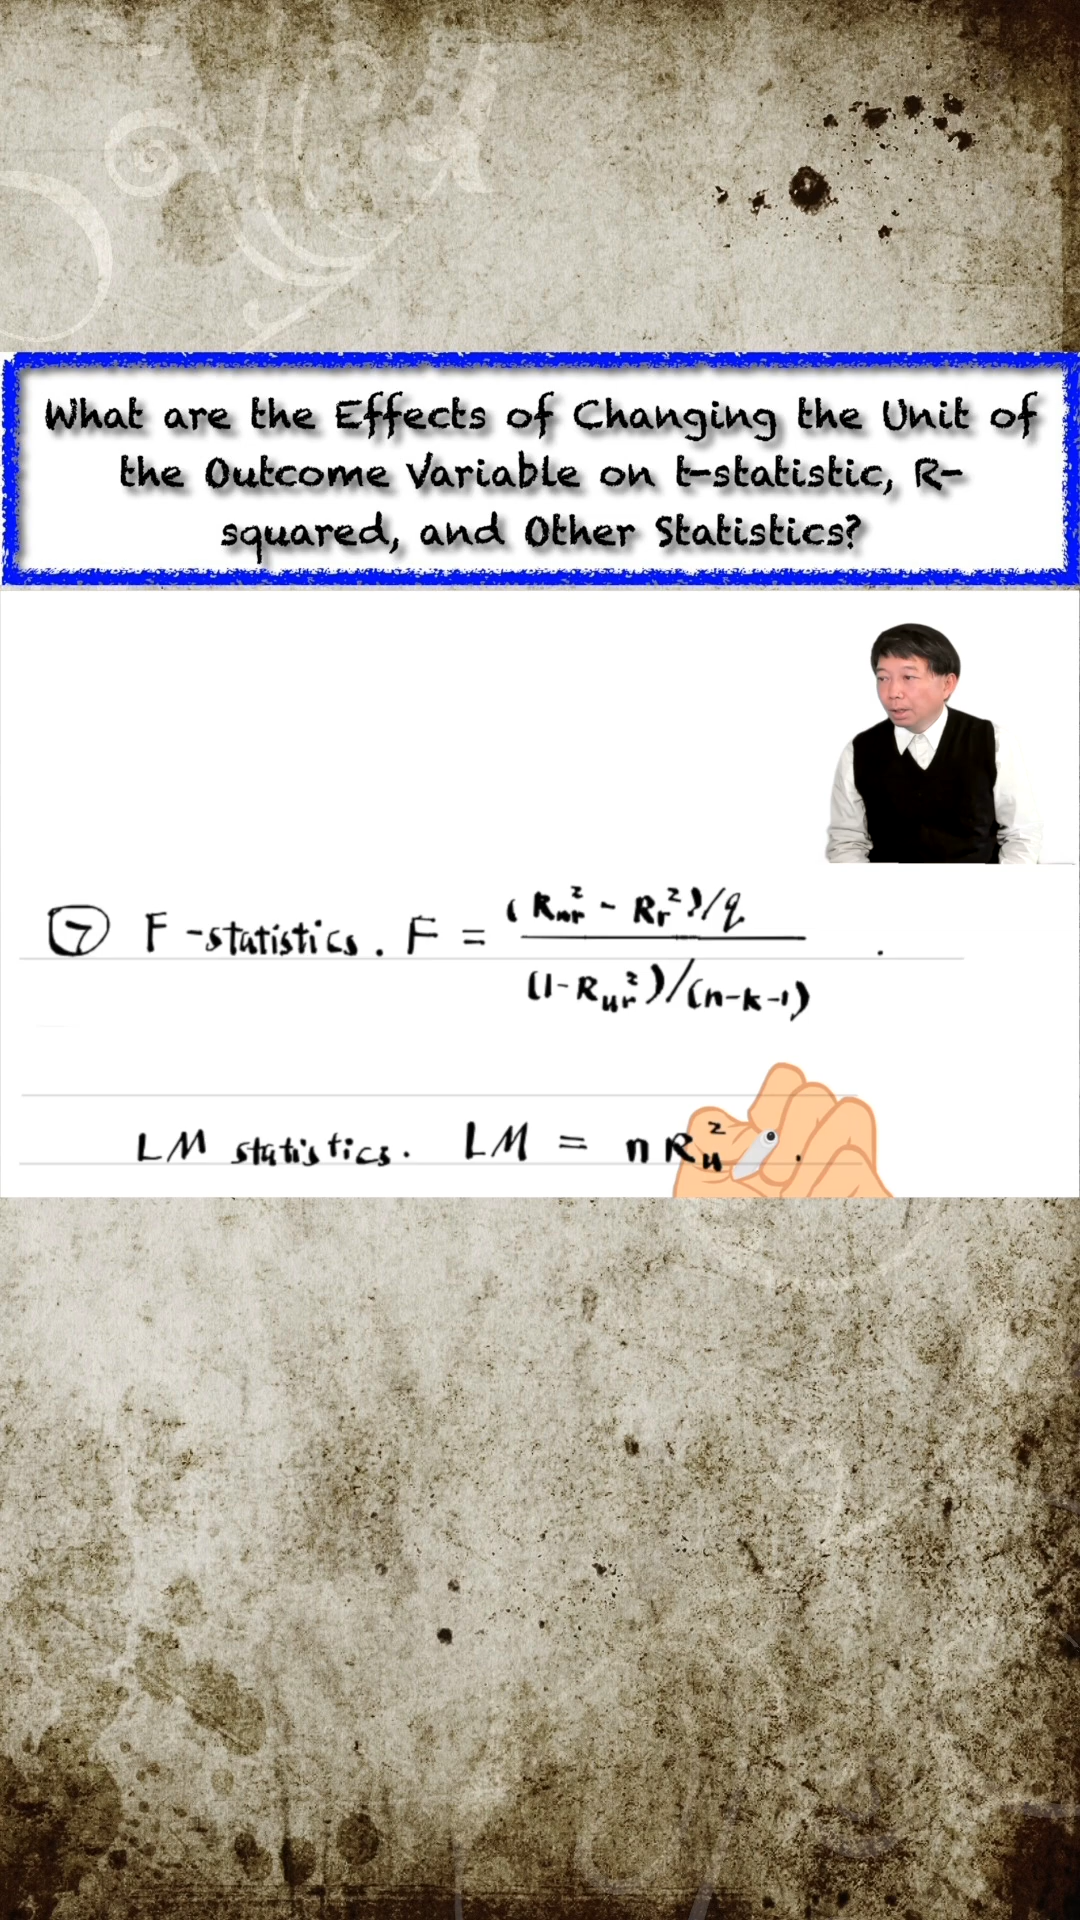 What are the Effects of Changing the Unit of
the Outcome Variable on t-statistic, R-
squared, and Other Statistics?
⑦ F-statistics. F = (R_ur² - R_r²)/q
(1-R_ur²)/(n-k-1) .
LM statistics. LM = nR_u² .